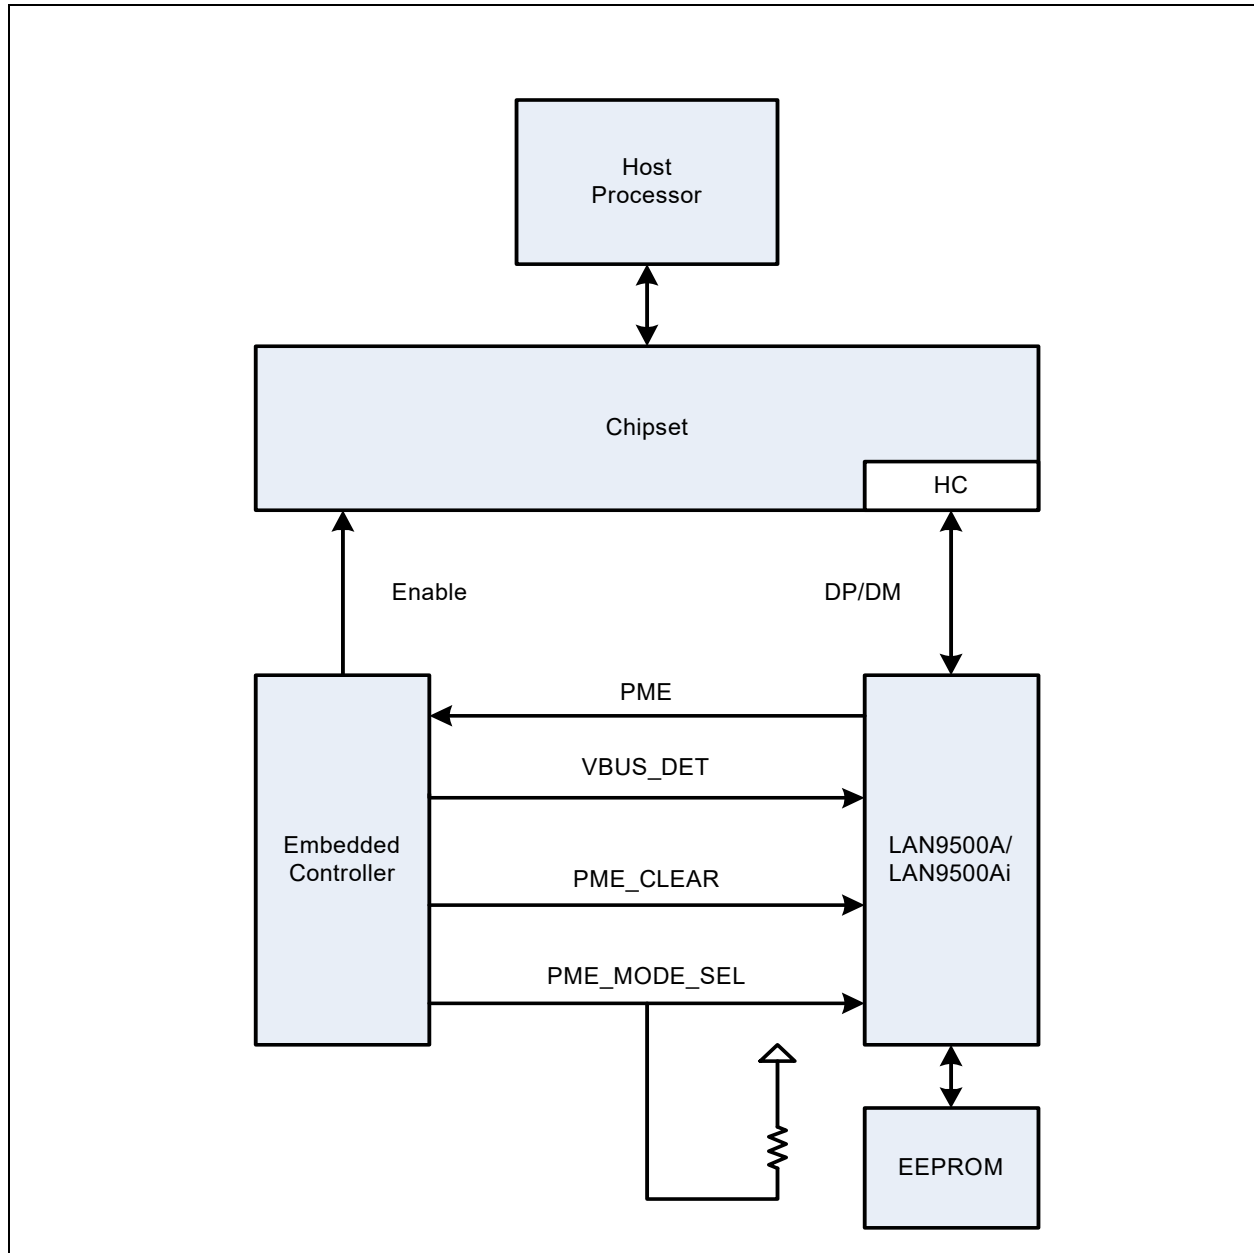 Host
Processor
Chipset
HC
Enable
DP/DM
PME
VBUS_DET
Embedded
Controller
LAN9500A/
LAN9500Ai
PME_CLEAR
PME_MODE_SEL
EEPROM